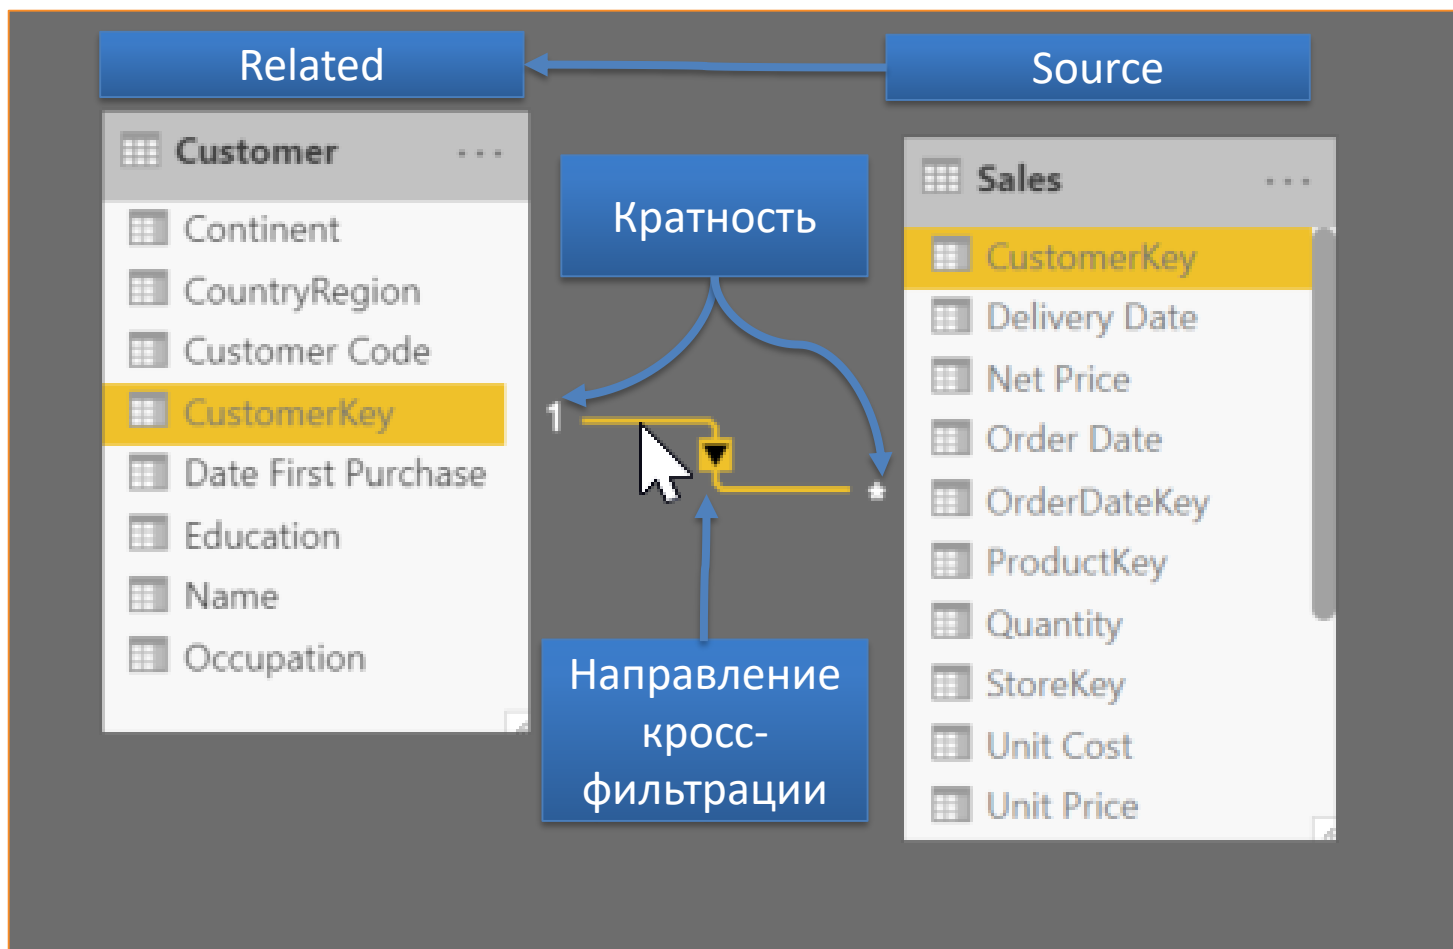 Related
Source
Customer
Continent
CountryRegion
Customer Code
CustomerKey
Date First Purchase
Education
Name
Occupation
Кратность
1
*
Направление
кросс-
фильтрации
Sales
CustomerKey
Delivery Date
Net Price
Order Date
OrderDateKey
ProductKey
Quantity
StoreKey
Unit Cost
Unit Price